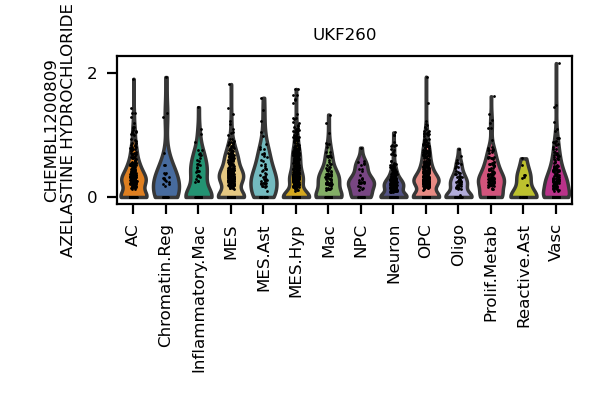 UKF260
CHEMBL1200809
AZELASTINE HYDROCHLORIDE
2
0
AC
Chromatin.Reg
Inflammatory.Mac
MES
MES.Ast
MES.Hyp
Mac
NPC
Neuron
OPC
Oligo
Prolif.Metab
Reactive.Ast
Vasc